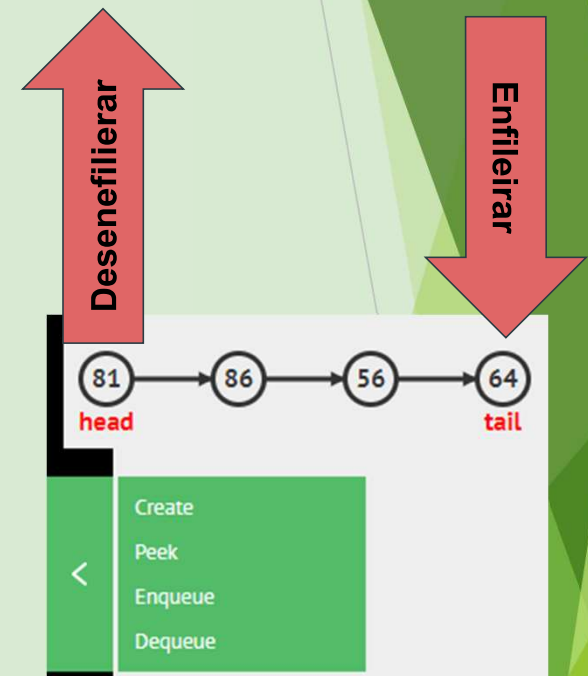 Desenefilierar
Enfileirar
81 86 56 64
head tail
Create
Peek
<
Enqueue
Dequeue